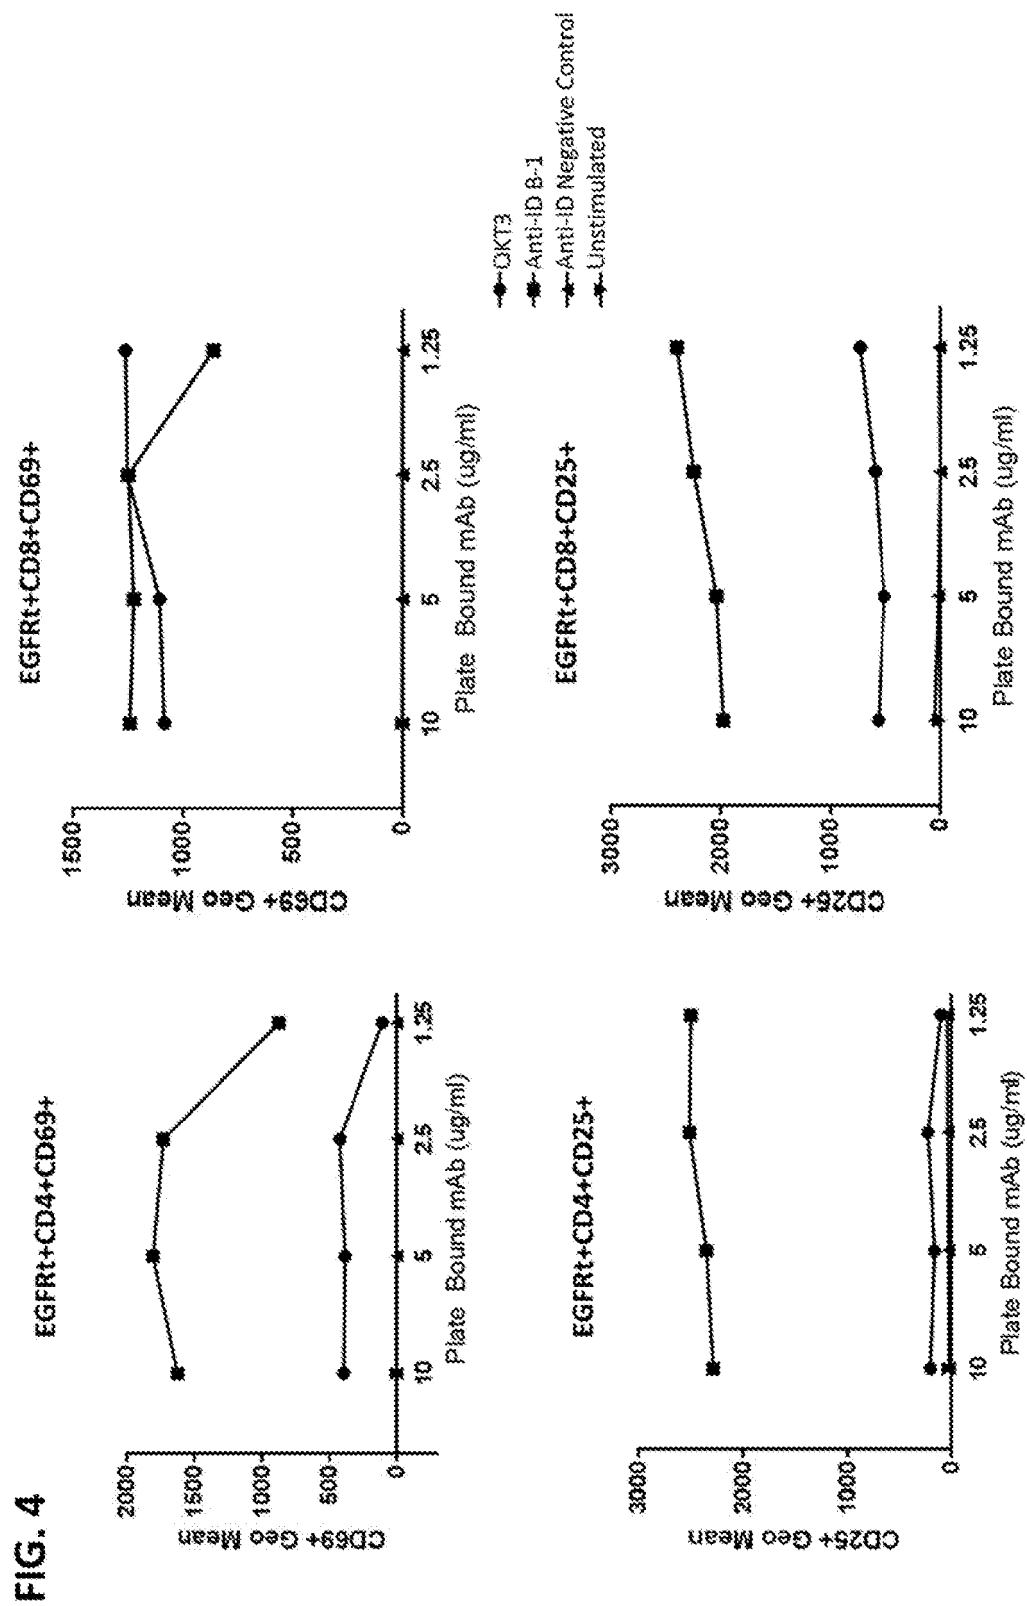 FIG. 4
EGFRt+CD4+CD69+
CD69+ Geo Mean
2000
1500
1000
500
0
10
5
2.5
1.25
Plate Bound mAb (ug/ml)
EGFRt+CD8+CD69+
CD69+ Geo Mean
1500
1000
500
0
10
5
2.5
1.25
Plate Bound mAb (ug/ml)
OKT3
Anti-ID B-1
Anti-ID Negative Control
Unstimulated
EGFRt+CD4+CD25+
CD25+ Geo Mean
3000
2000
1000
0
10
5
2.5
1.25
Plate Bound mAb (ug/ml)
EGFRt+CD8+CD25+
CD25+ Geo Mean
3000
2000
1000
0
10
5
2.5
1.25
Plate Bound mAb (ug/ml)